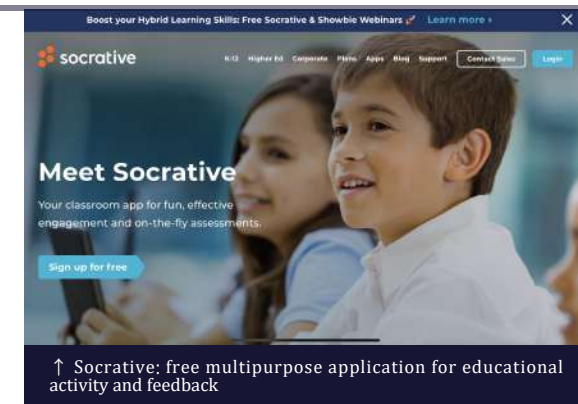 Boost your Hybrid Learning Skills: Free Socrative & Showbie Webinars 🚀 Learn more › ✕
socrative K-12 Higher Ed Corporate Plans Apps Blog Support Contact Sales Login
Meet Socrative
Your classroom app for fun, effective
engagement and on-the-fly assessments.
Sign up for free
↑ Socrative: free multipurpose application for educational
activity and feedback